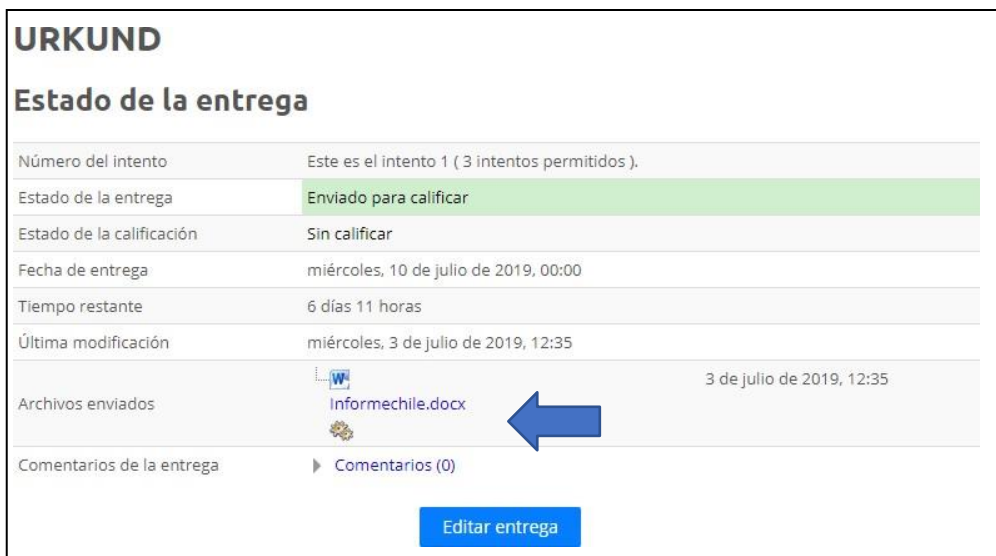 URKUND
Estado de la entrega
Número del intento Este es el intento 1 ( 3 intentos permitidos ).
Estado de la entrega Enviado para calificar
Estado de la calificación Sin calificar
Fecha de entrega miércoles, 10 de julio de 2019, 00:00
Tiempo restante 6 días 11 horas
Última modificación miércoles, 3 de julio de 2019, 12:35
W 3 de julio de 2019, 12:35
Archivos enviados Informechile.docx
Comentarios de la entrega Comentarios (0)
Editar entrega